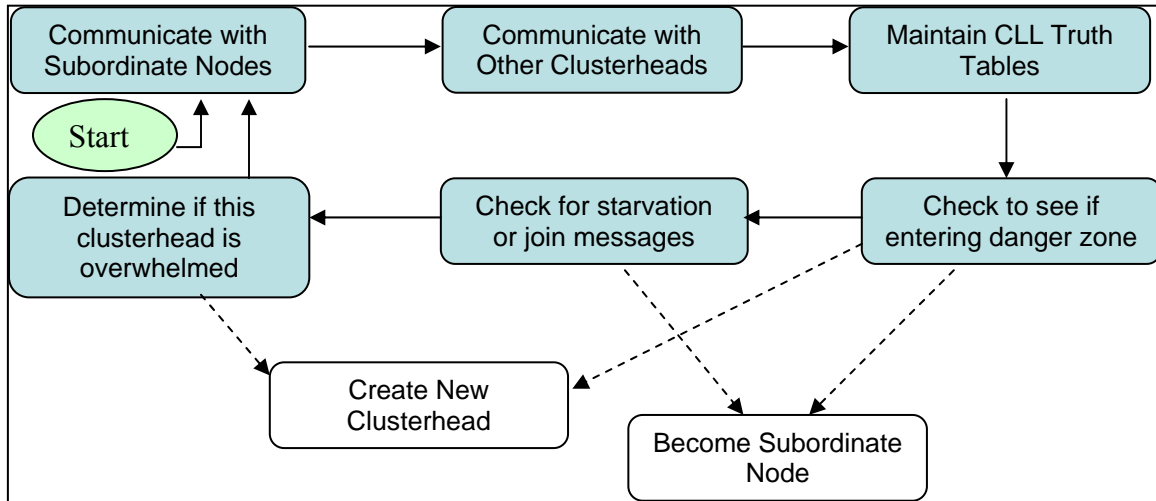 Communicate with
Subordinate Nodes
Communicate with
Other Clusterheads
Maintain CLL Truth
Tables
Start
Determine if this
clusterhead is
overwhelmed
Check for starvation
or join messages
Check to see if
entering danger zone
Create New
Clusterhead
Become Subordinate
Node